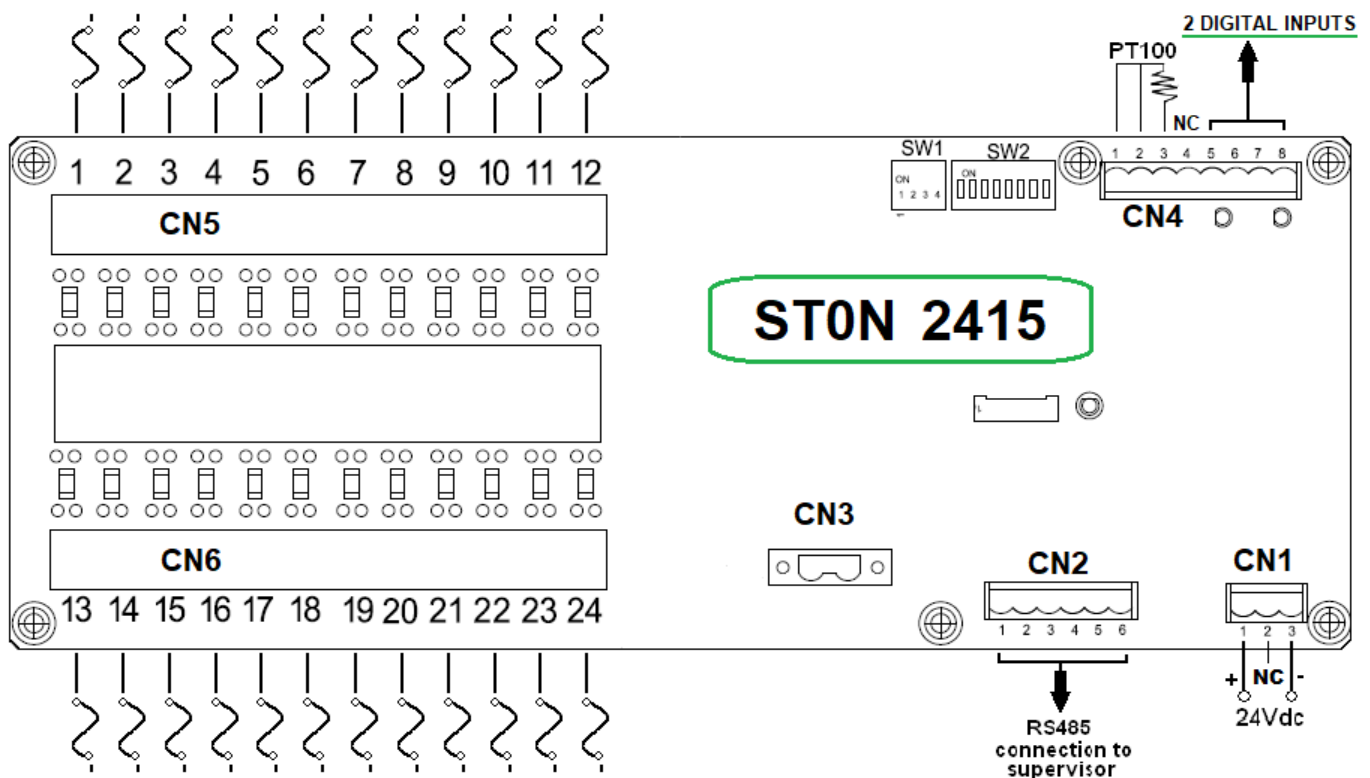 2 DIGITAL INPUTS
PT100
NC
1 2 3 4 5 6 7 8 9 10 11 12
SW1
SW2
1 2 3 4 5 6 7 8
ON
1 2 3 4
ON
CN5
CN4
ST0N 2415
CN3
CN6
CN2
CN1
13 14 15 16 17 18 19 20 21 22 23 24
1 2 3 4 5 6
1 2 3
+ NC -
24Vdc
RS485
connection to
supervisor